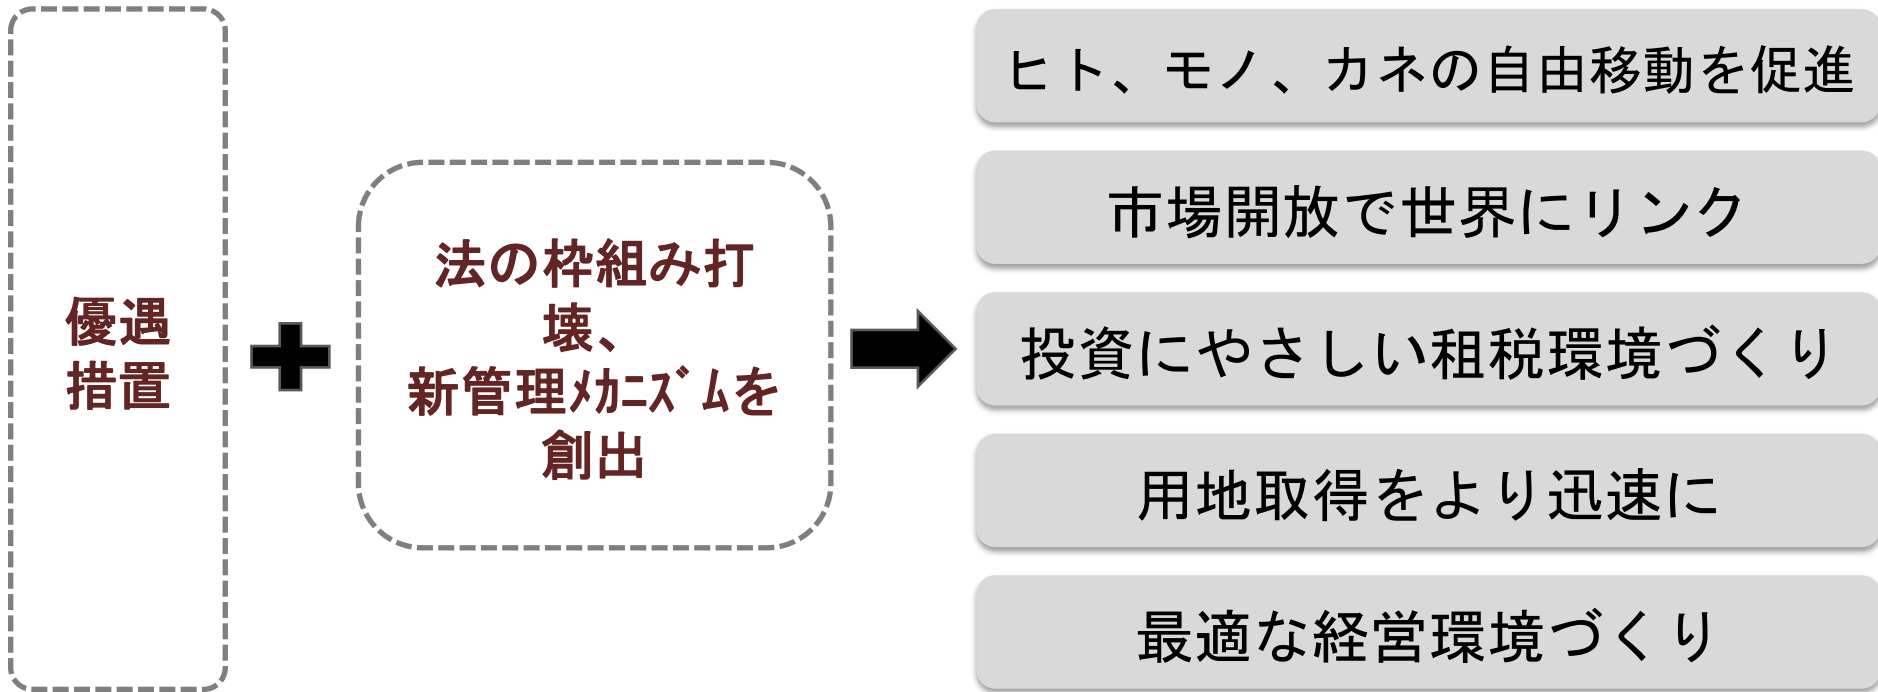 優遇
措置
法の枠組み打
壊、
新管理ﾒｶﾆｽﾞﾑを
創出
ヒト、モノ、カネの自由移動を促進
市場開放で世界にリンク
投資にやさしい租税環境づくり
用地取得をより迅速に
最適な経営環境づくり